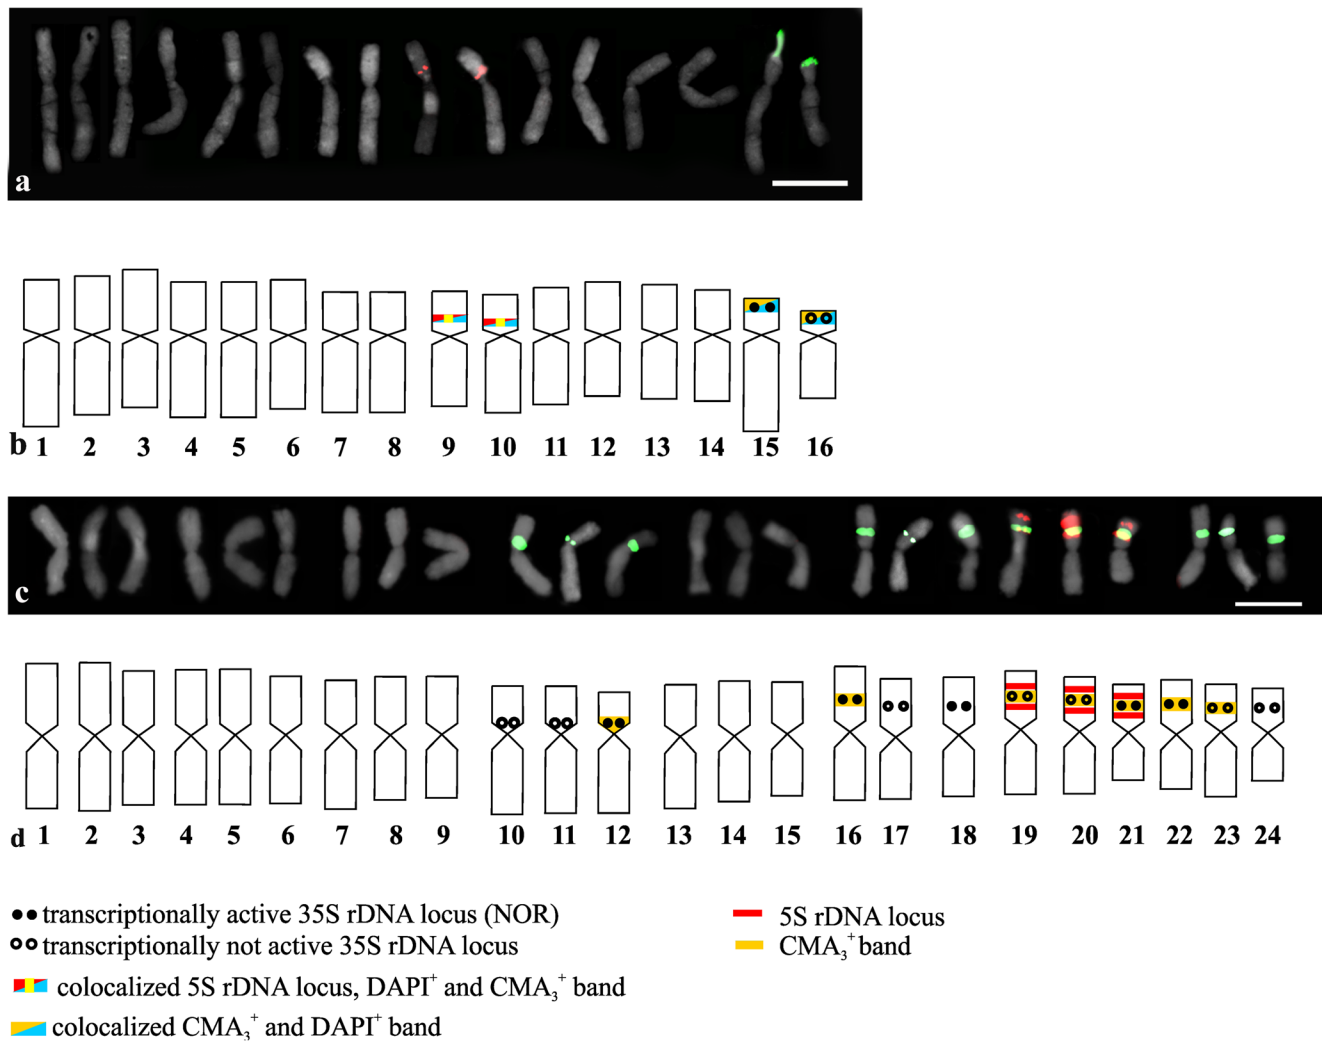 a
b 1 2 3 4 5 6 7 8 9 10 11 12 13 14 15 16
c
d 1 2 3 4 5 6 7 8 9 10 11 12 13 14 15 16 17 18 19 20 21 22 23 24
transcriptionally active 35S rDNA locus (NOR)
transcriptionally not active 35S rDNA locus
colocalized 5S rDNA locus, DAPI⁺ and CMA₃⁺ band
colocalized CMA₃⁺ and DAPI⁺ band
5S rDNA locus
CMA₃⁺ band